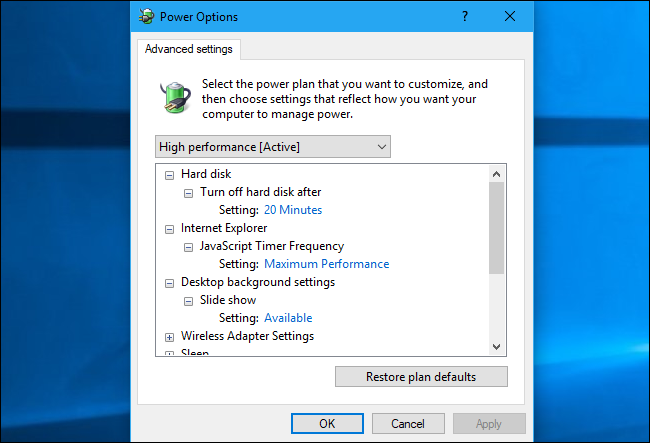 Power Options
Advanced settings
Select the power plan that you want to customize, and
then choose settings that reflect how you want your
computer to manage power.
High performance [Active]
Hard disk
Turn off hard disk after
Setting: 20 Minutes
Internet Explorer
JavaScript Timer Frequency
Setting: Maximum Performance
Desktop background settings
Slide show
Setting: Available
Wireless Adapter Settings
Sleep
Restore plan defaults
OK
Cancel
Apply